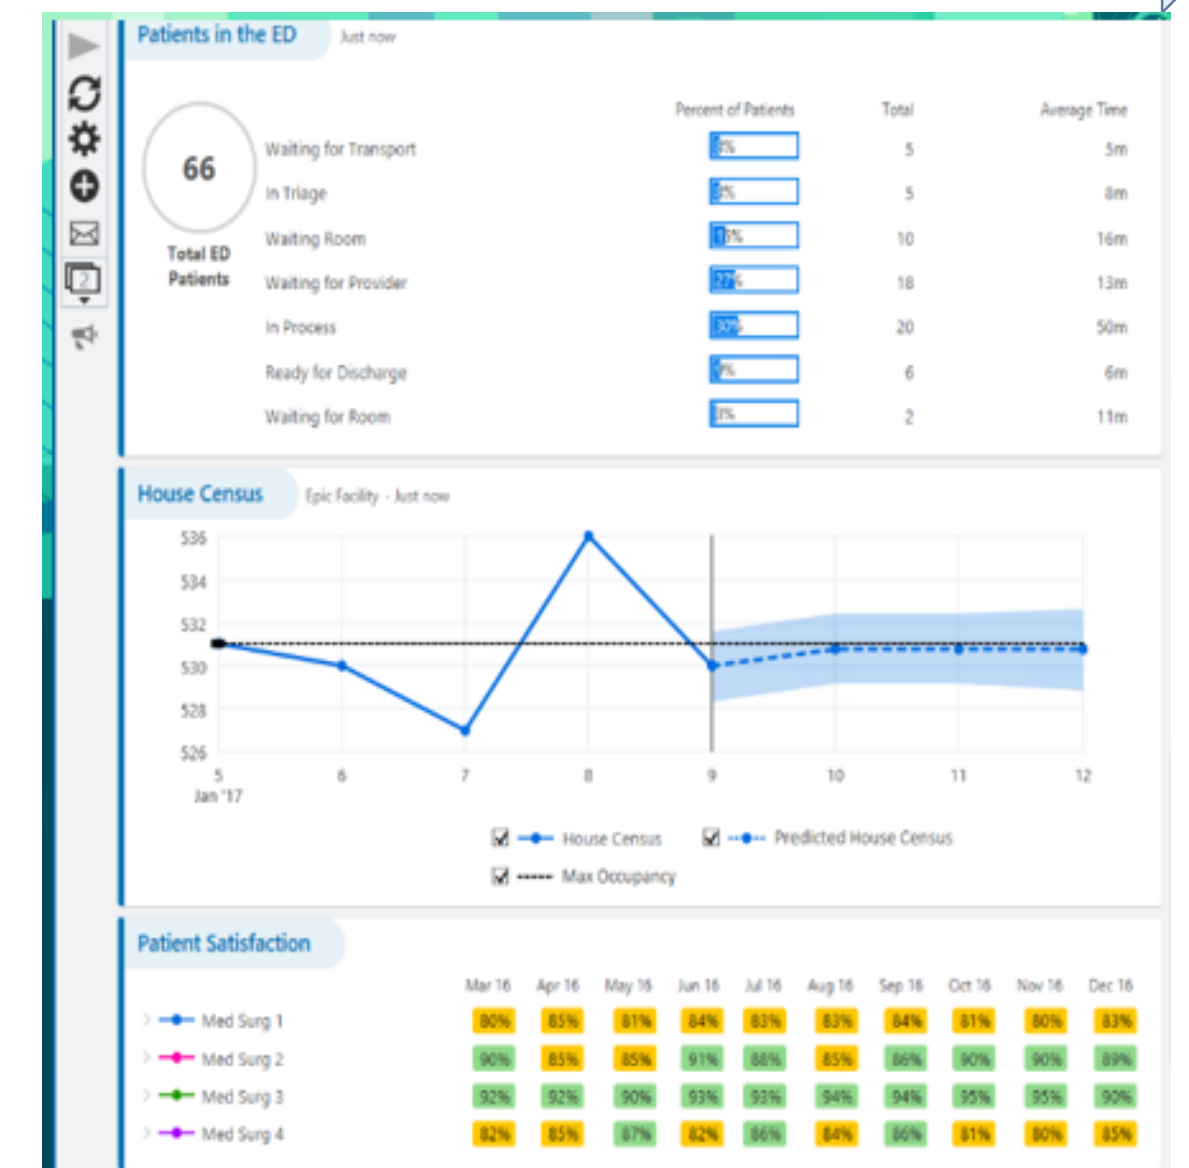 Patients in the ED Just now
Percent of Patients Total Average Time
66
Total ED
Patients
Waiting for Transport 5 5m
In Triage 5 8m
Waiting Room 10 16m
Waiting for Provider 18 13m
In Process 30% 20 50m
Ready for Discharge 6 6m
Waiting for Room 3% 2 11m
2
House Census Epic Facility - Just now
536
534
532
530
528
526
5 6 7 8 9 10 11 12
Jan '17
House Census Predicted House Census
Max Occupancy
Patient Satisfaction
Mar 16 Apr 16 May 16 Jun 16 Jul 16 Aug 16 Sep 16 Oct 16 Nov 16 Dec 16
Med Surg 1 80% 85% 81% 84% 83% 83% 84% 81% 80% 83%
Med Surg 2 90% 85% 85% 91% 88% 85% 86% 90% 90% 89%
Med Surg 3 92% 92% 90% 93% 93% 94% 94% 95% 95% 90%
Med Surg 4 82% 85% 87% 82% 86% 84% 86% 81% 80% 85%